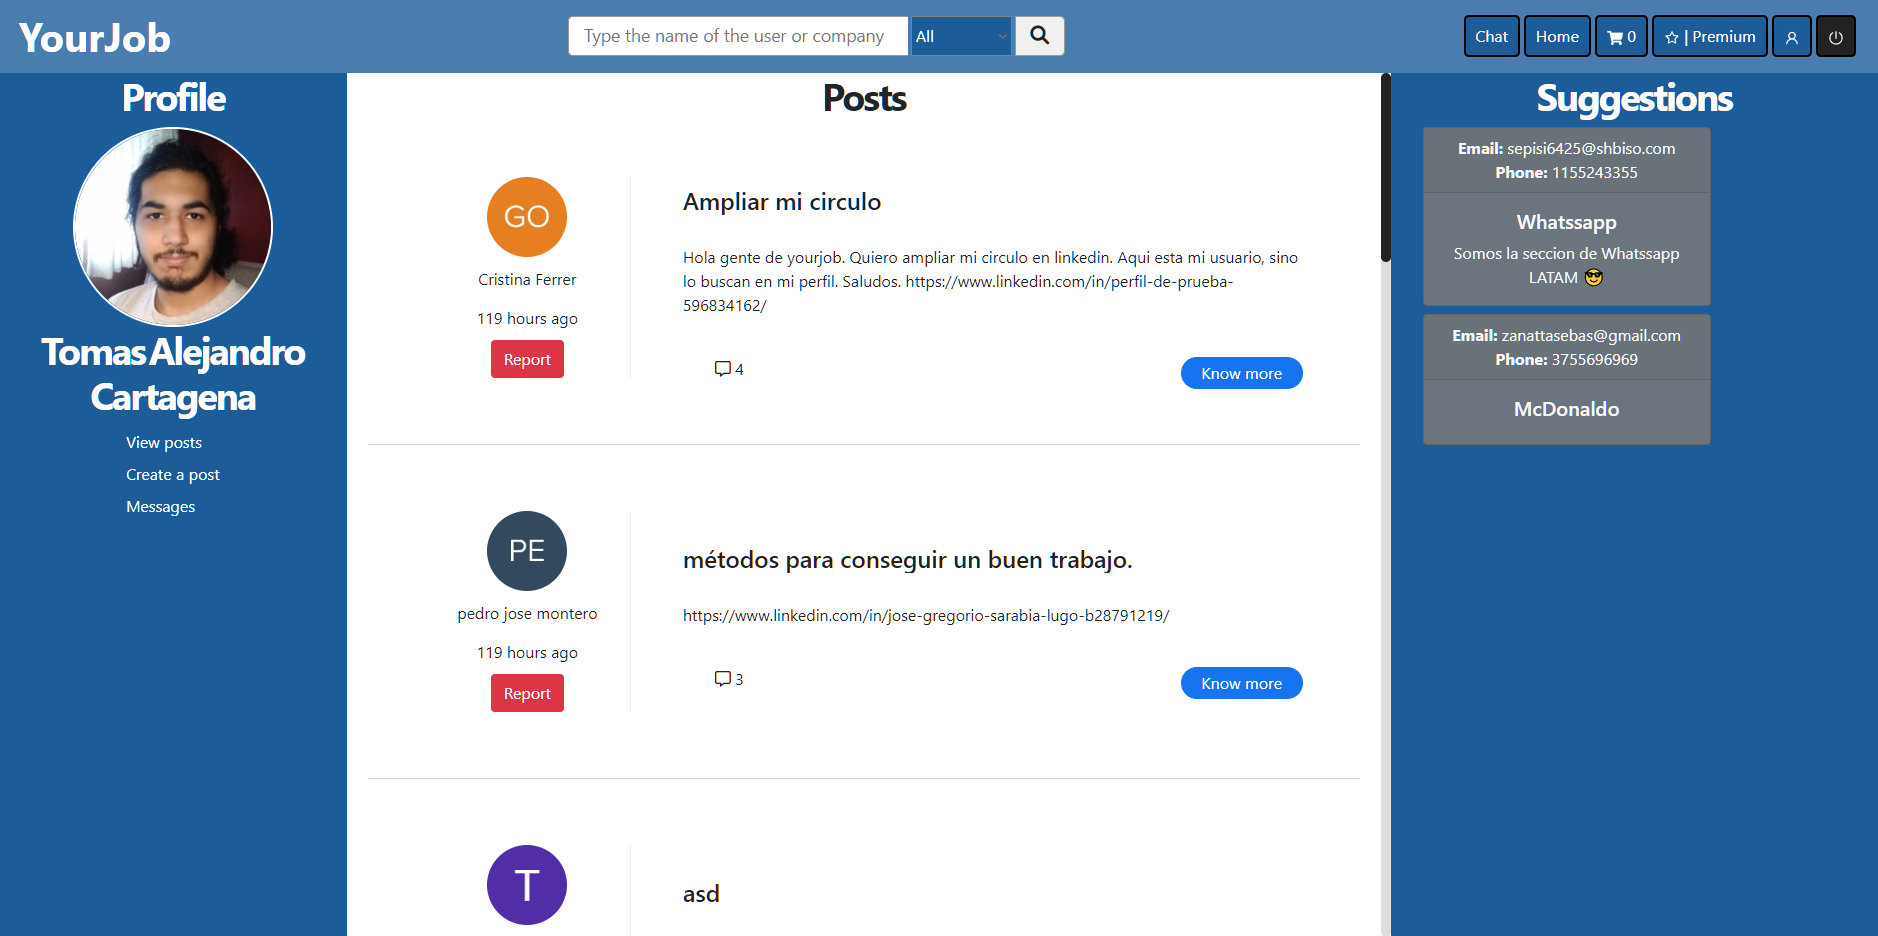 YourJob
Type the name of the user or company
All
Chat
Home
0
| Premium
Profile
Tomas Alejandro
Cartagena
View posts
Create a post
Messages
Posts
GO
Cristina Ferrer
119 hours ago
Report
Ampliar mi circulo
Hola gente de yourjob. Quiero ampliar mi circulo en linkedin. Aqui esta mi usuario, sino
lo buscan en mi perfil. Saludos. https://www.linkedin.com/in/perfil-de-prueba-
596834162/
4
Know more
PE
pedro jose montero
119 hours ago
Report
métodos para conseguir un buen trabajo.
https://www.linkedin.com/in/jose-gregorio-sarabia-lugo-b28791219/
3
Know more
T
asd
Suggestions
Email: sepisi6425@shbiso.com
Phone: 1155243355
Whatssapp
Somos la seccion de Whatssapp
LATAM 😎
Email: zanattasebas@gmail.com
Phone: 3755696969
McDonaldo